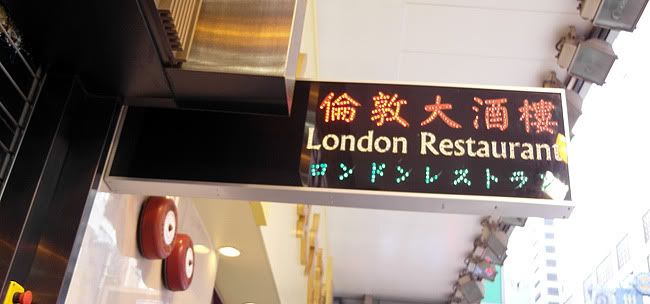 倫敦大酒樓
London Restaurant
ロンドンレストラン